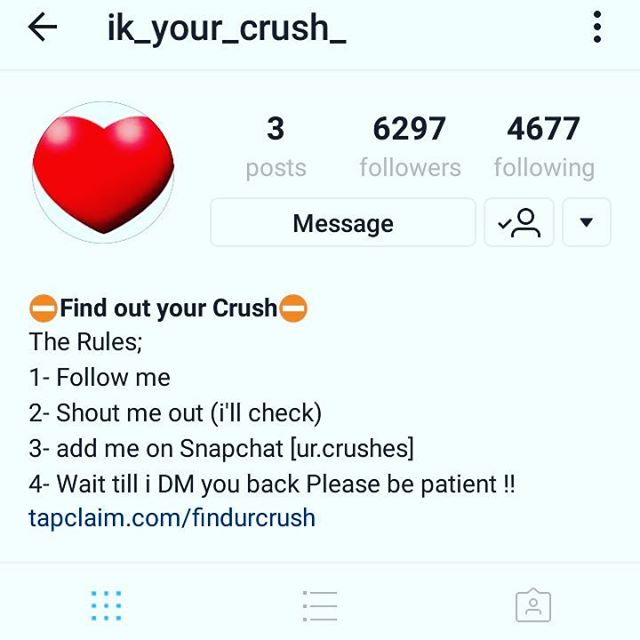 ik_your_crush_
3 6297 4677
posts followers following
Message
⛔Find out your Crush⛔
The Rules;
1- Follow me
2- Shout me out (i'll check)
3- add me on Snapchat [ur.crushes]
4- Wait till i DM you back Please be patient !!
tapclaim.com/findurcrush